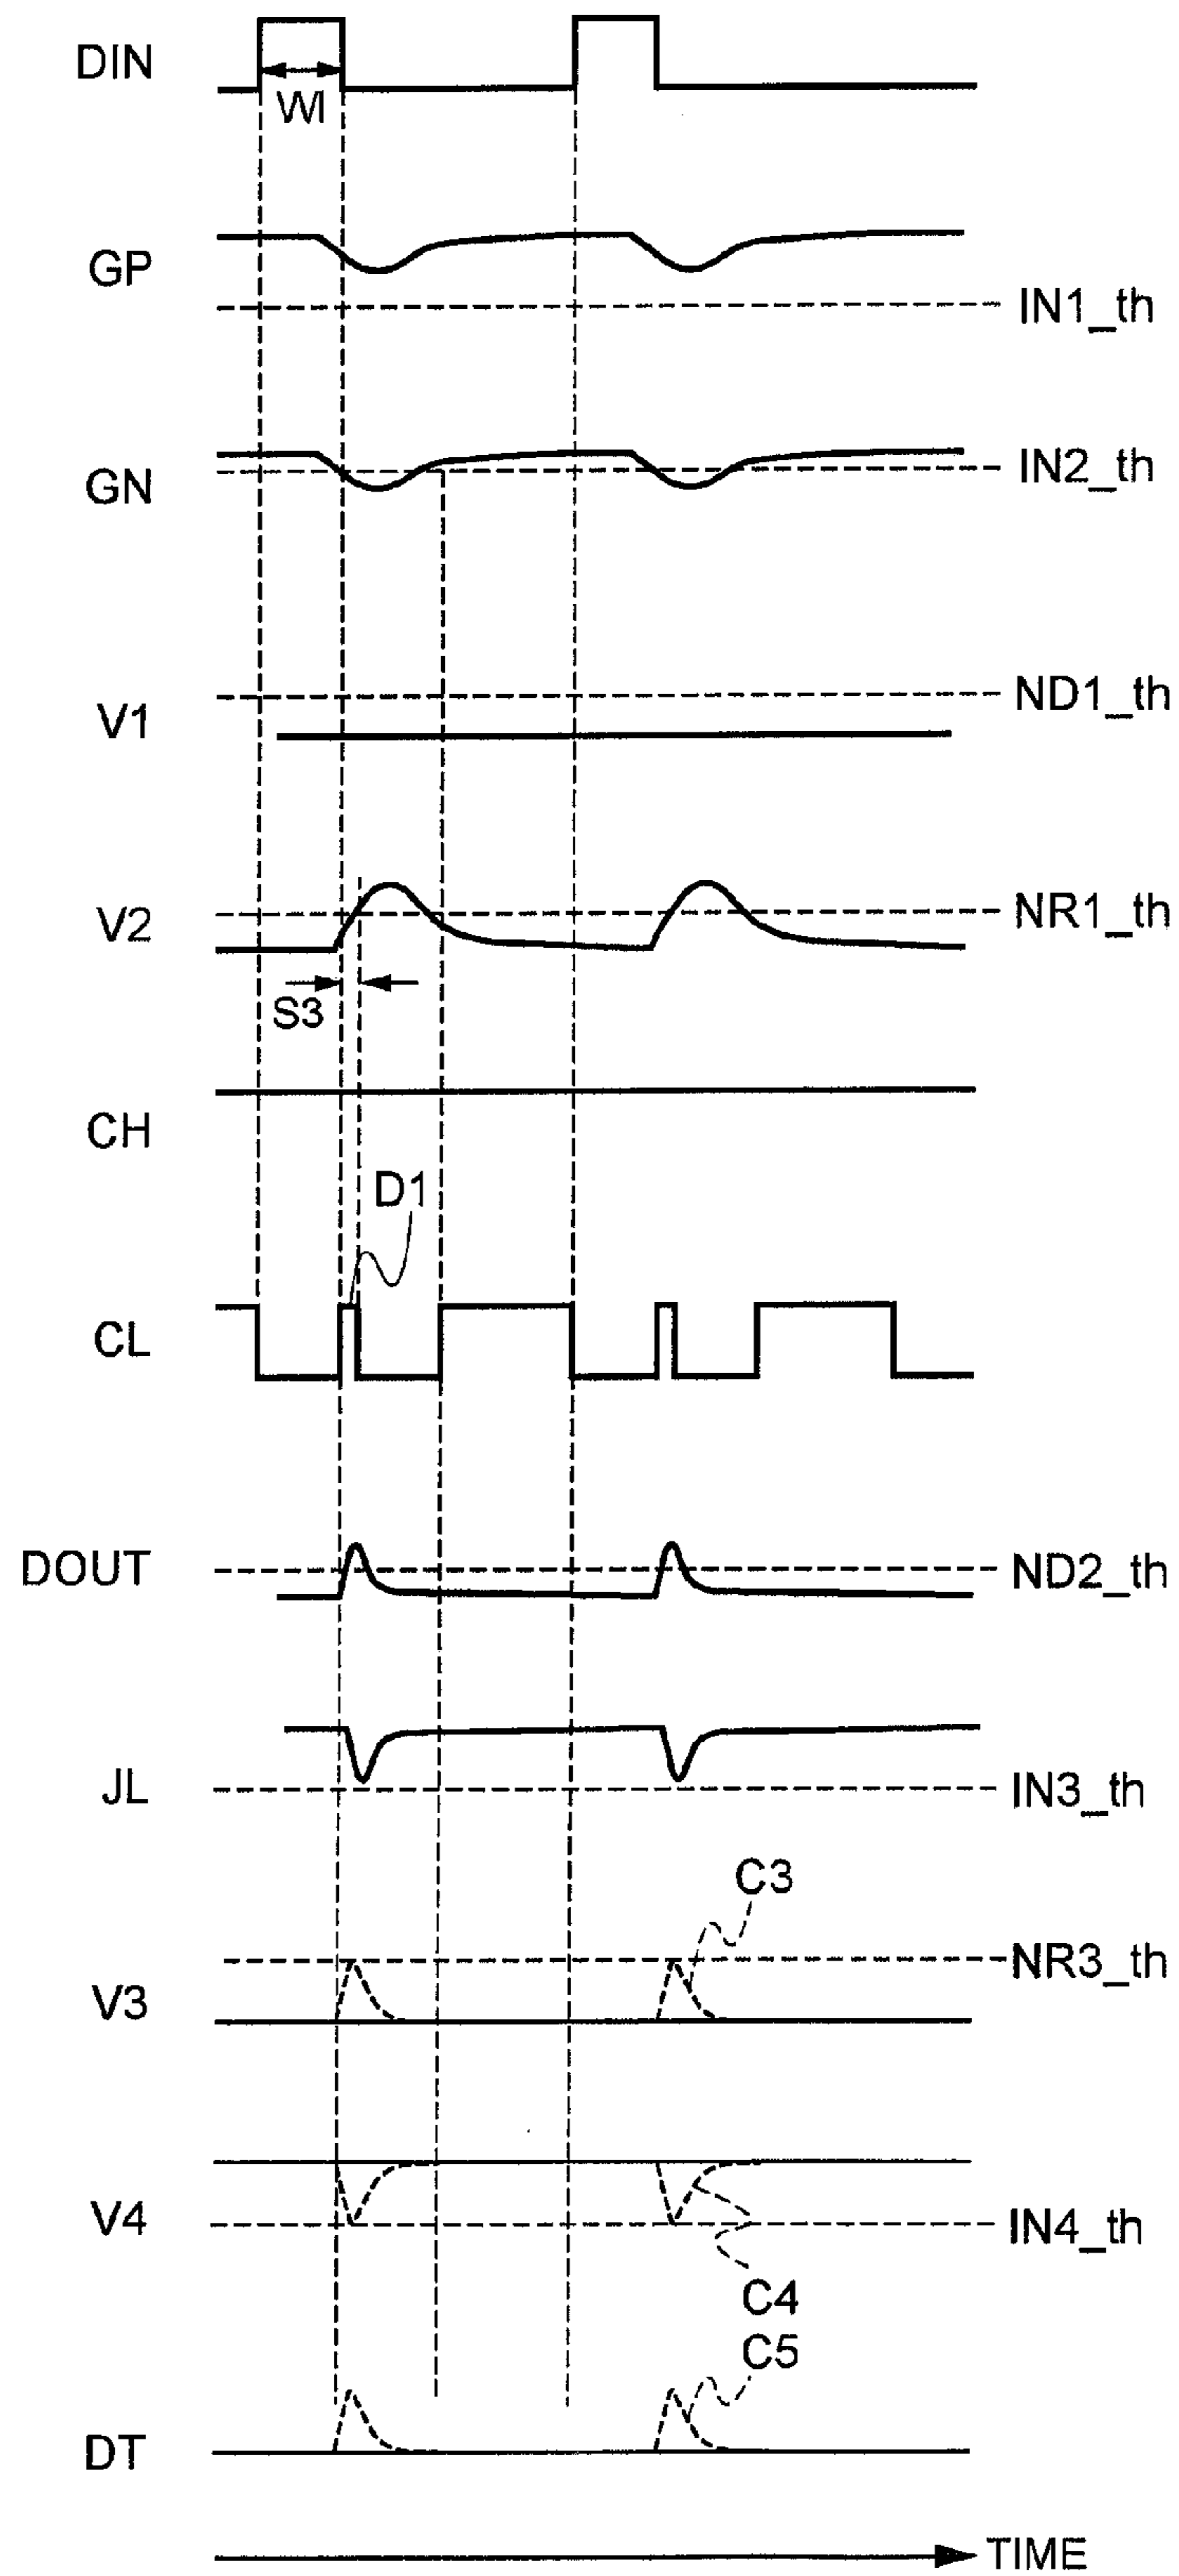 DIN
WI
GP
IN1_th
GN
IN2_th
V1
ND1_th
V2
NR1_th
S3
CH
D1
CL
DOUT
ND2_th
JL
IN3_th
C3
NR3_th
V3
V4
IN4_th
C4
C5
DT
TIME